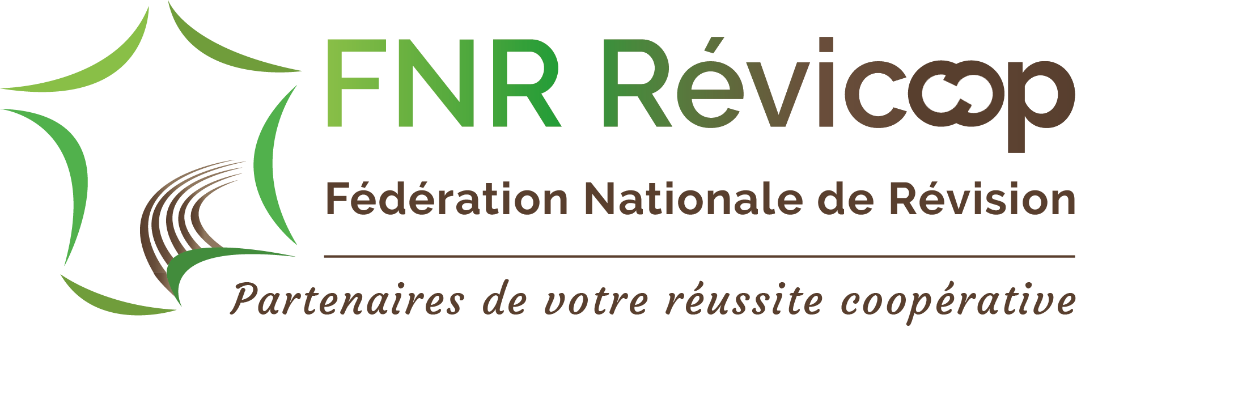 FNR Révicoop
Fédération Nationale de Révision
Partenaires de votre réussite coopérative